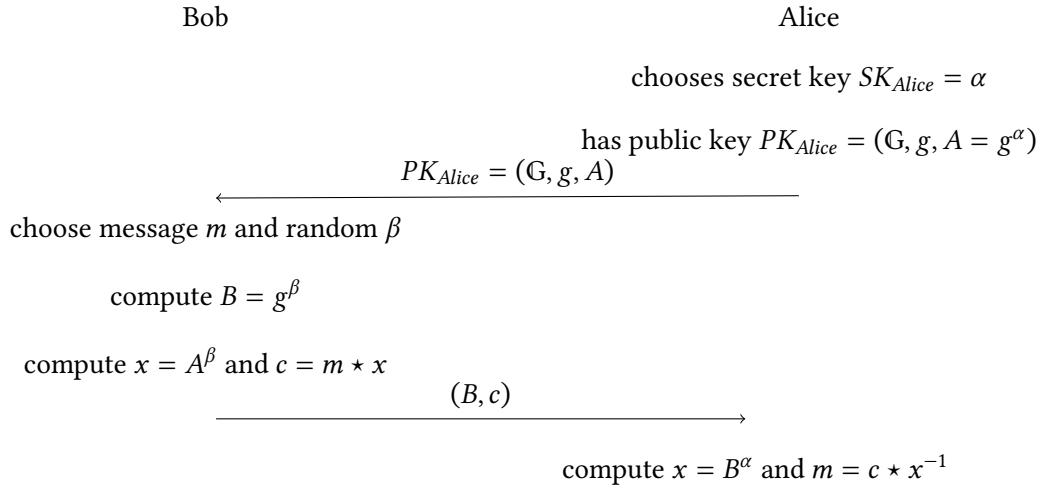 Bob Alice
chooses secret key SK_Alice = α
has public key PK_Alice = (𝔾, g, A = g^α)
PK_Alice = (𝔾, g, A)
choose message m and random β
compute B = g^β
compute x = A^β and c = m ⋆ x
(B, c)
compute x = B^α and m = c ⋆ x^−1